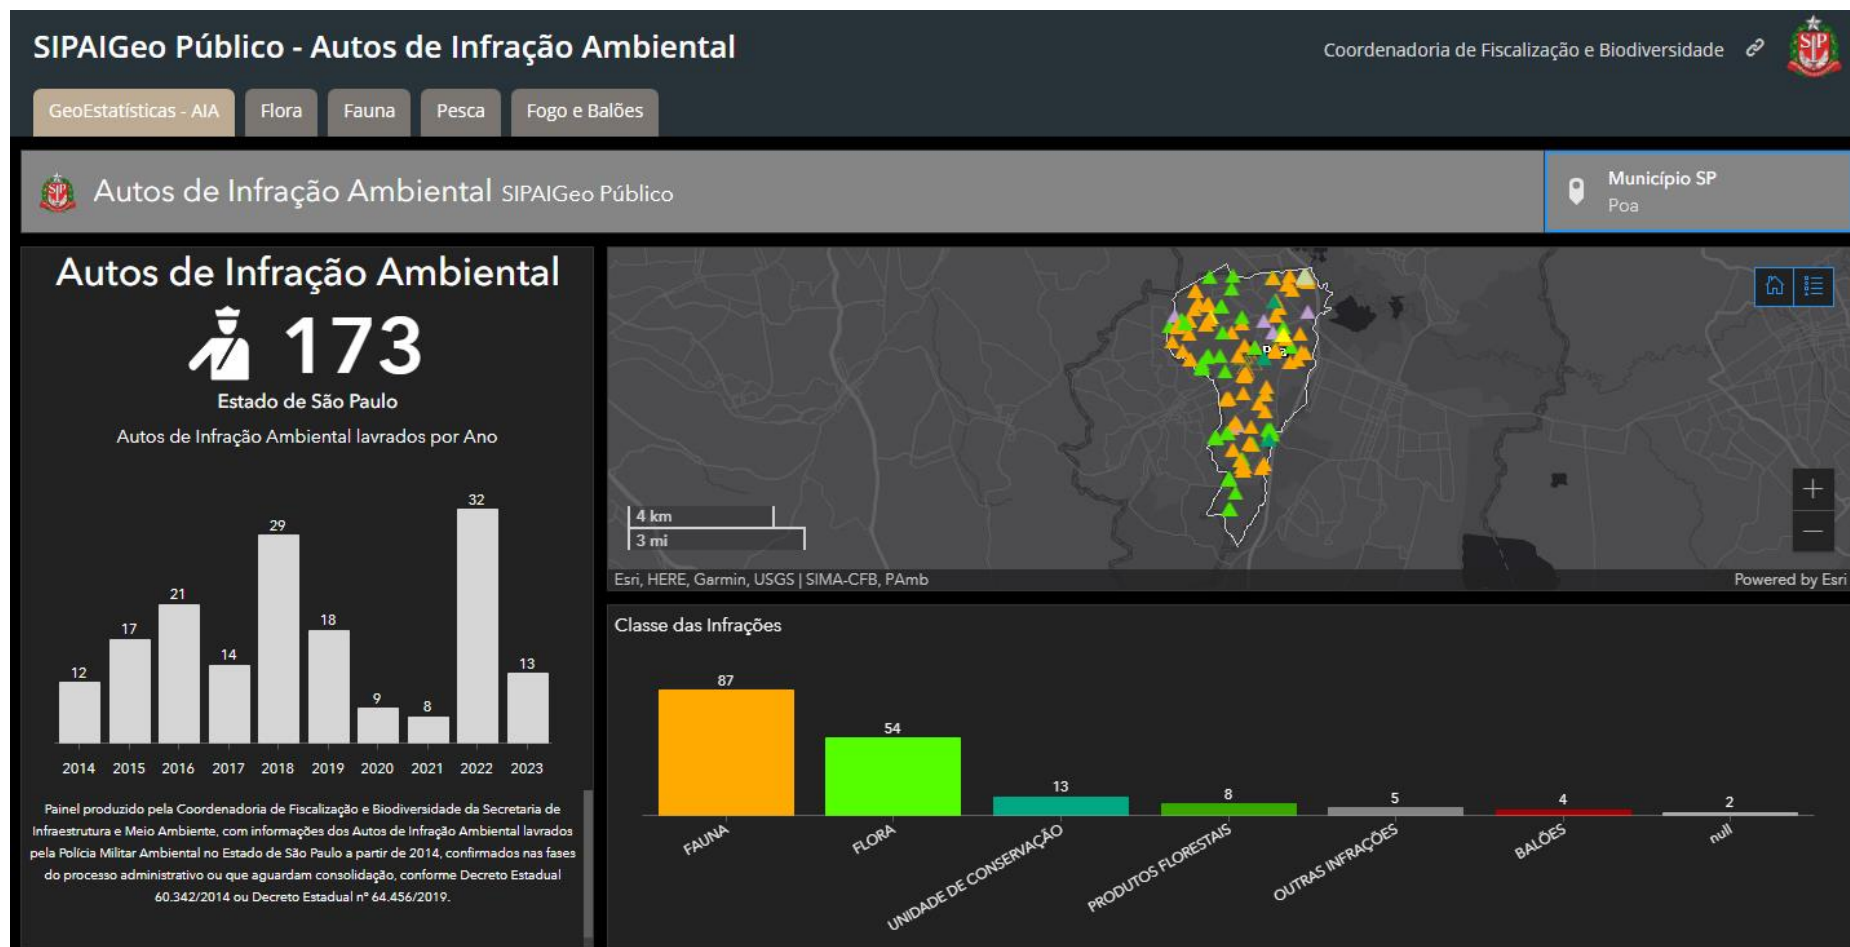 SIPAIGeo Público - Autos de Infração Ambiental
Coordenadoria de Fiscalização e Biodiversidade
GeoEstatísticas - AIA
Flora
Fauna
Pesca
Fogo e Balões
Autos de Infração Ambiental SIPAIGeo Público
Município SP
Poa
Autos de Infração Ambiental
173
Estado de São Paulo
Autos de Infração Ambiental lavrados por Ano
12
17
21
14
29
18
9
8
32
13
2014 2015 2016 2017 2018 2019 2020 2021 2022 2023
Painel produzido pela Coordenadoria de Fiscalização e Biodiversidade da Secretaria de
Infraestrutura e Meio Ambiente, com informações dos Autos de Infração Ambiental lavrados
pela Polícia Militar Ambiental no Estado de São Paulo a partir de 2014, confirmados nas fases
do processo administrativo ou que aguardam consolidação, conforme Decreto Estadual
60.342/2014 ou Decreto Estadual nº 64.456/2019.
4 km
3 mi
Esri, HERE, Garmin, USGS | SIMA-CFB, PAmb
Powered by Esri
Classe das Infrações
87
54
13
8
5
4
2
FAUNA
FLORA
UNIDADE DE CONSERVAÇÃO
PRODUTOS FLORESTAIS
OUTRAS INFRAÇÕES
BALÕES
null